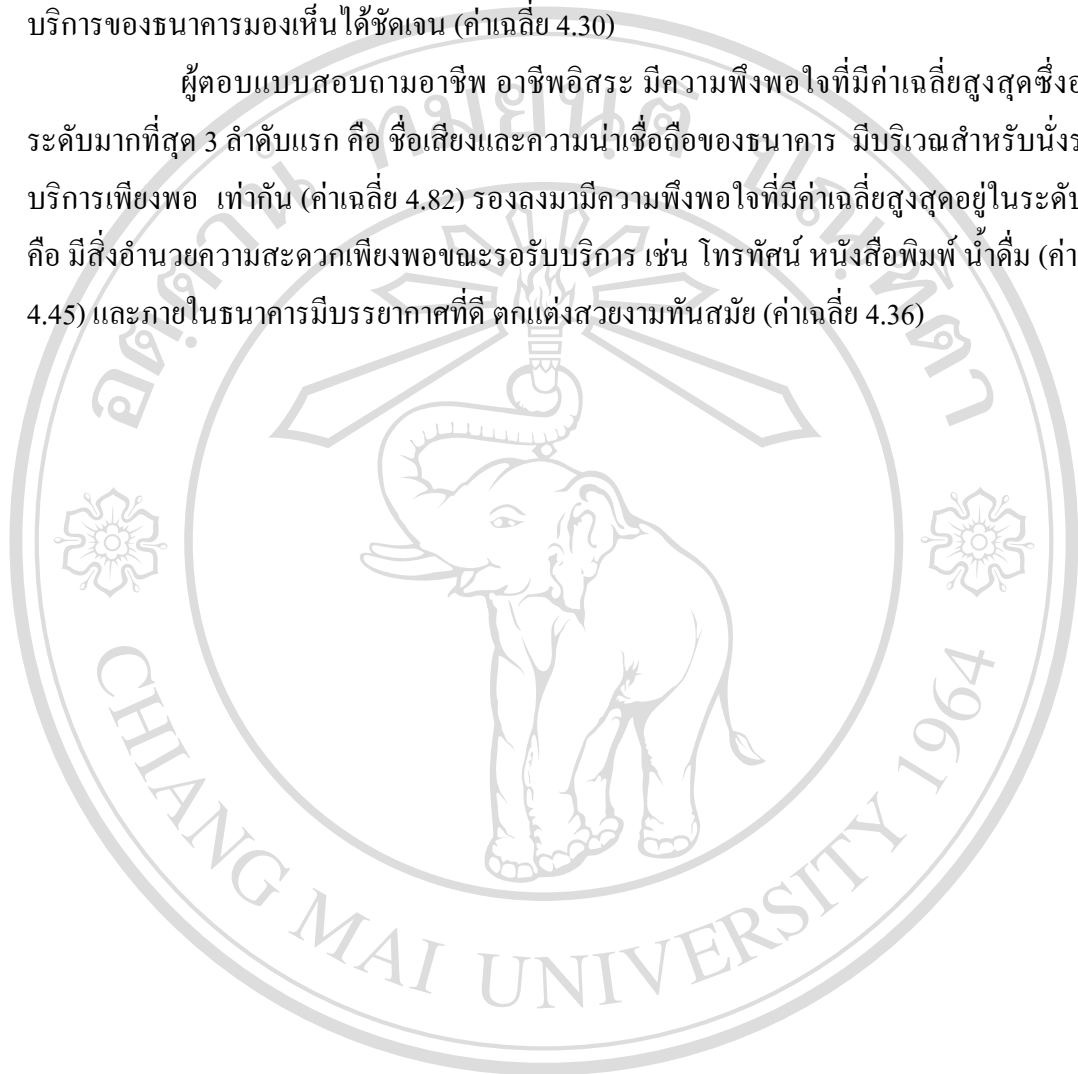 บริการของธนาคารมองเห็นได้ชัดเจน (ค่าเฉลี่ย 4.30)
ผู้ตอบแบบสอบถามอาชีพ อาชีพอิสระ มีความพึงพอใจที่มีค่าเฉลี่ยสูงสุดซึ่งอ
ระดับมากที่สุด 3 ลำดับแรก คือ ชื่อเสียงและความน่าเชื่อถือของธนาคาร มีบริเวณสำหรับนั่งร
บริการเพียงพอ เท่ากัน (ค่าเฉลี่ย 4.82) รองลงมามีความพึงพอใจที่มีค่าเฉลี่ยสูงสุดอยู่ในระดับ
คือ มีสิ่งอำนวยความสะดวกเพียงพอขณะรอรับบริการ เช่น โทรทัศน์ หนังสือพิมพ์ น้ำดื่ม (ค่า
4.45) และภายในธนาคารมีบรรยากาศที่ดี ตกแต่งสวยงามทันสมัย (ค่าเฉลี่ย 4.36)
อตฺตานํ ทมยนฺติ ปณฺฑิตา
CHIANG MAI UNIVERSITY 1964